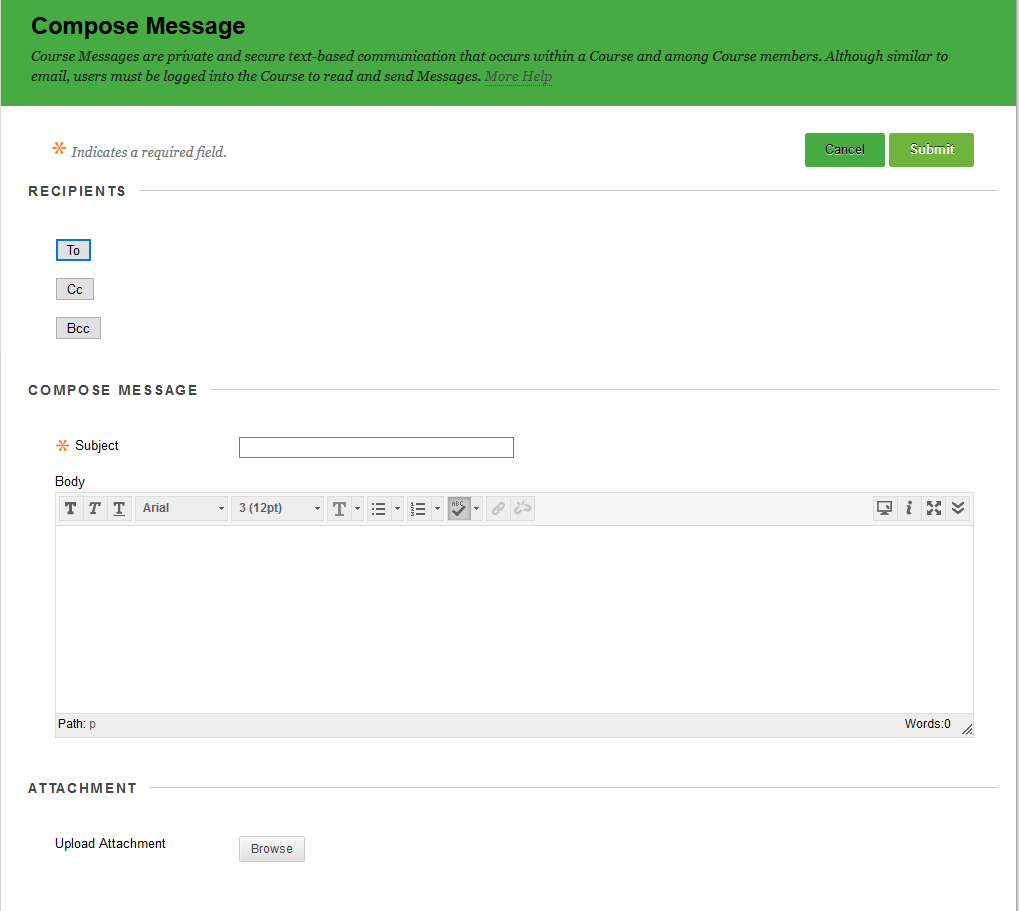 Compose Message
Course Messages are private and secure text-based communication that occurs within a Course and among Course members. Although similar to
email, users must be logged into the Course to read and send Messages. More Help
Indicates a required field.
Cancel
Submit
RECIPIENTS
To
Cc
Bcc
COMPOSE MESSAGE
Subject
Body
T T T Arial 3 (12pt) T ABC i
Path: p
Words:0
ATTACHMENT
Upload Attachment
Browse